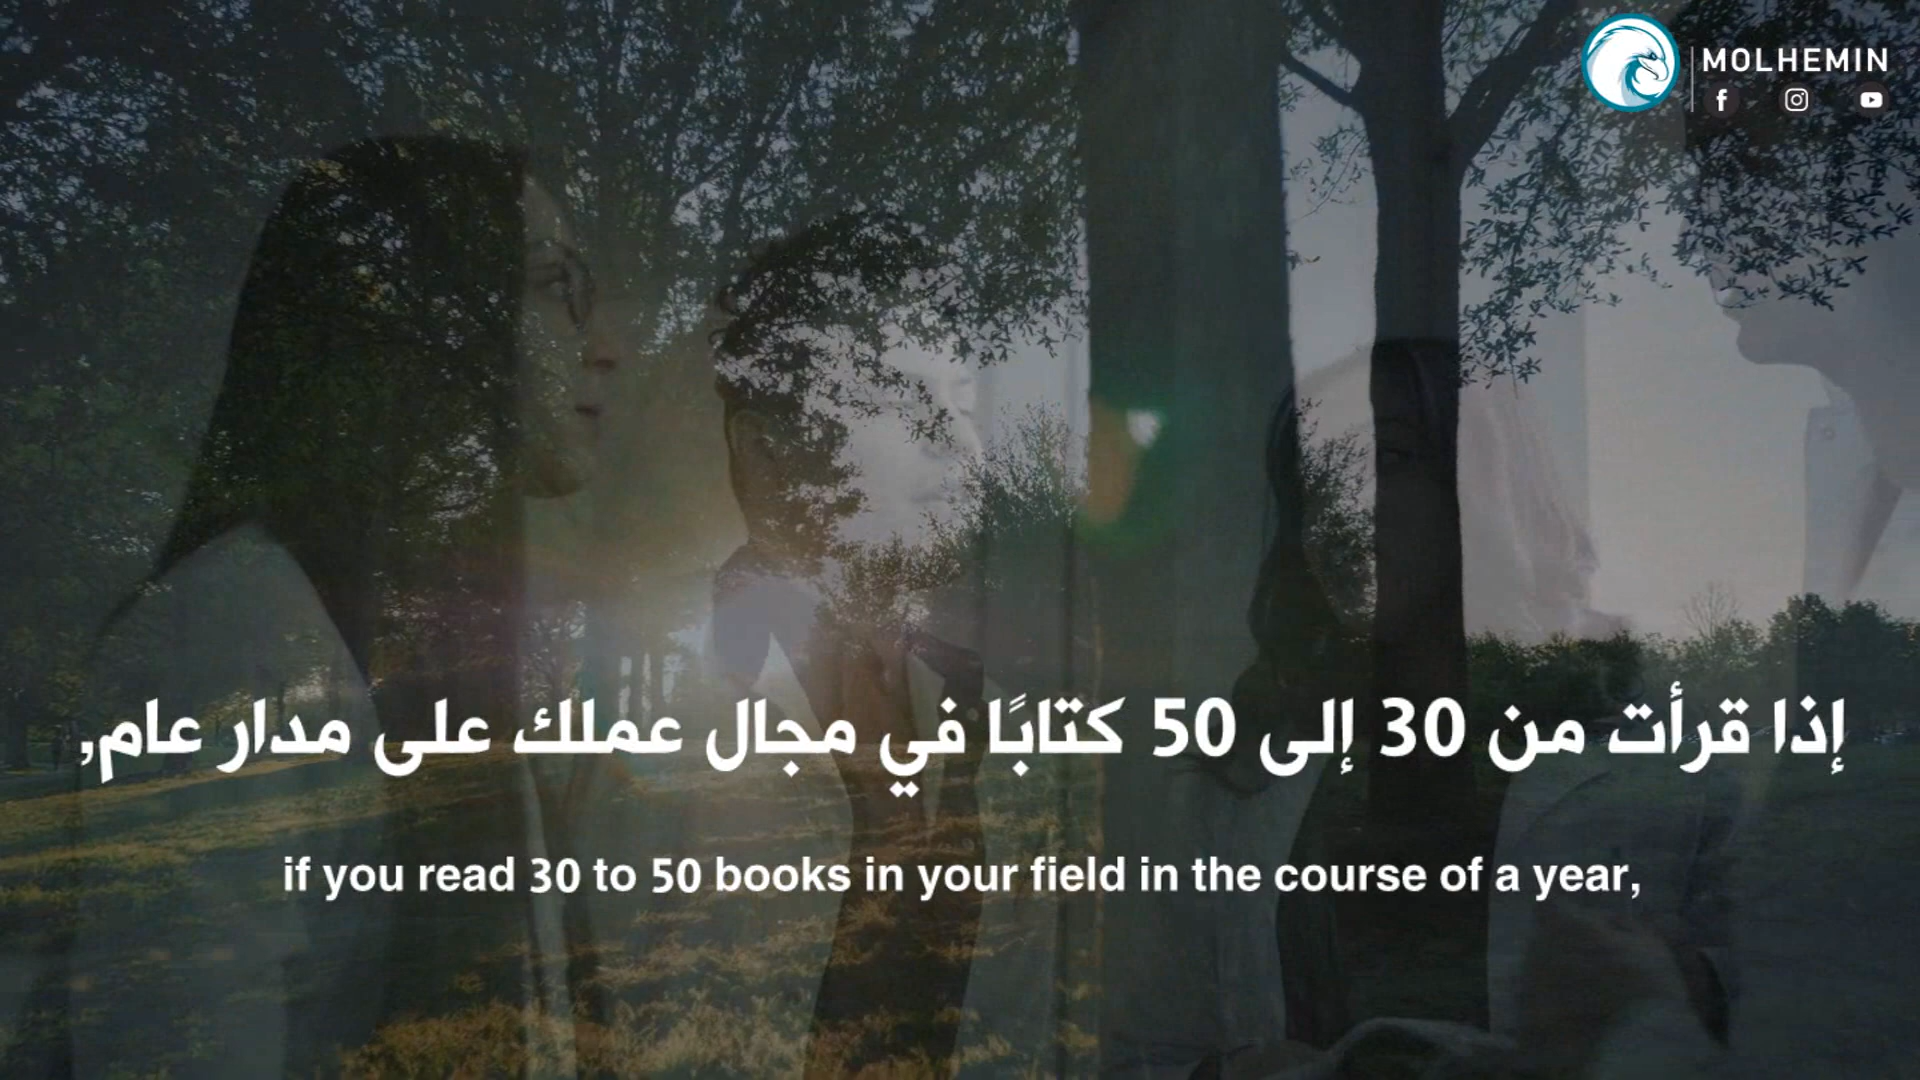 MOLHEMIN
إذا قرأت من 30 إلى 50 كتابًا في مجال عملك على مدار عام,
if you read 30 to 50 books in your field in the course of a year,